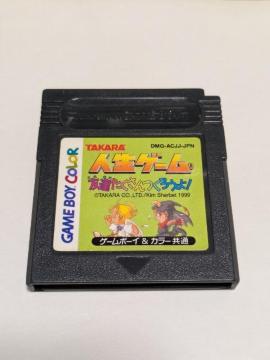 TAKARA
DMG-ACJJ-JPN
人生ゲーム
友達たくさんつくろうよ!
©TAKARA CO.,LTD./Kim Sherbet 1999
GAME BOY COLOR
ゲームボーイ & カラー共通